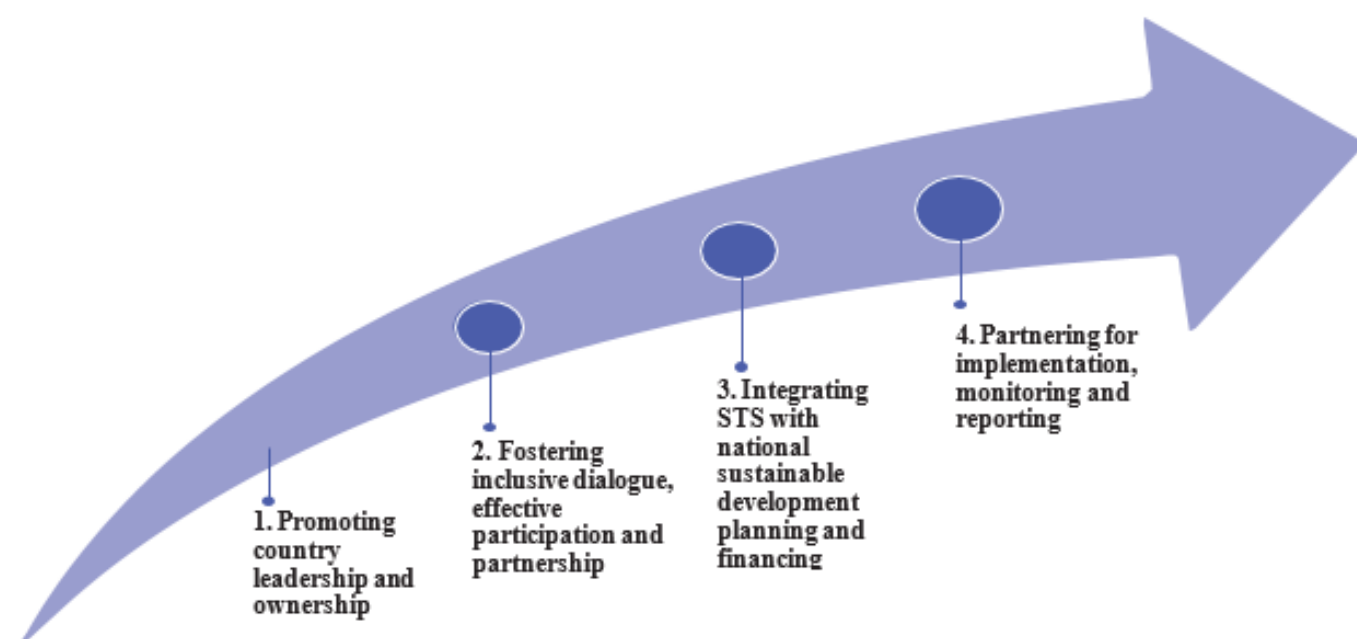 1. Promoting
country
leadership and
ownership
2. Fostering
inclusive dialogue,
effective
participation and
partnership
3. Integrating
STS with
national
sustainable
development
planning and
financing
4. Partnering for
implementation,
monitoring and
reporting